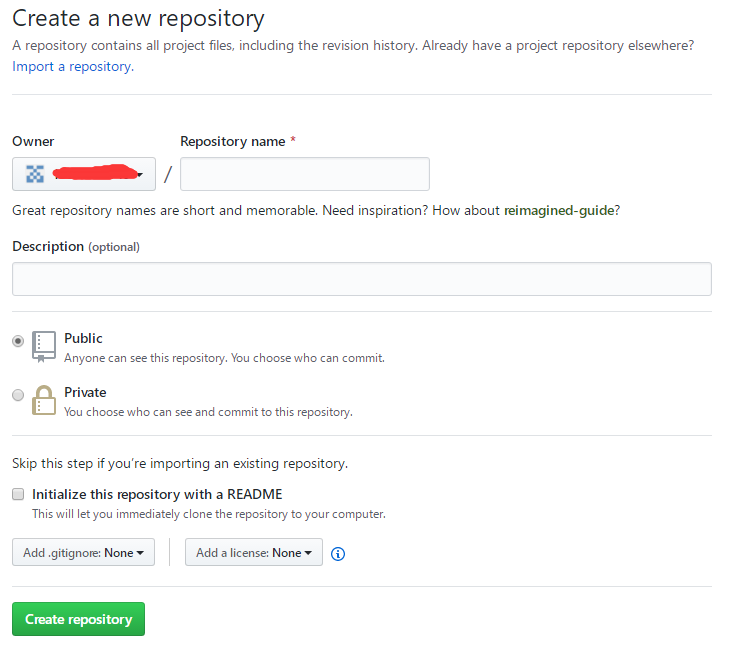 Create a new repository
A repository contains all project files, including the revision history. Already have a project repository elsewhere?
Import a repository.
Owner
Repository name *
/
Great repository names are short and memorable. Need inspiration? How about reimagined-guide?
Description (optional)
Public
Anyone can see this repository. You choose who can commit.
Private
You choose who can see and commit to this repository.
Skip this step if you’re importing an existing repository.
Initialize this repository with a README
This will let you immediately clone the repository to your computer.
Add .gitignore: None
Add a license: None
Create repository